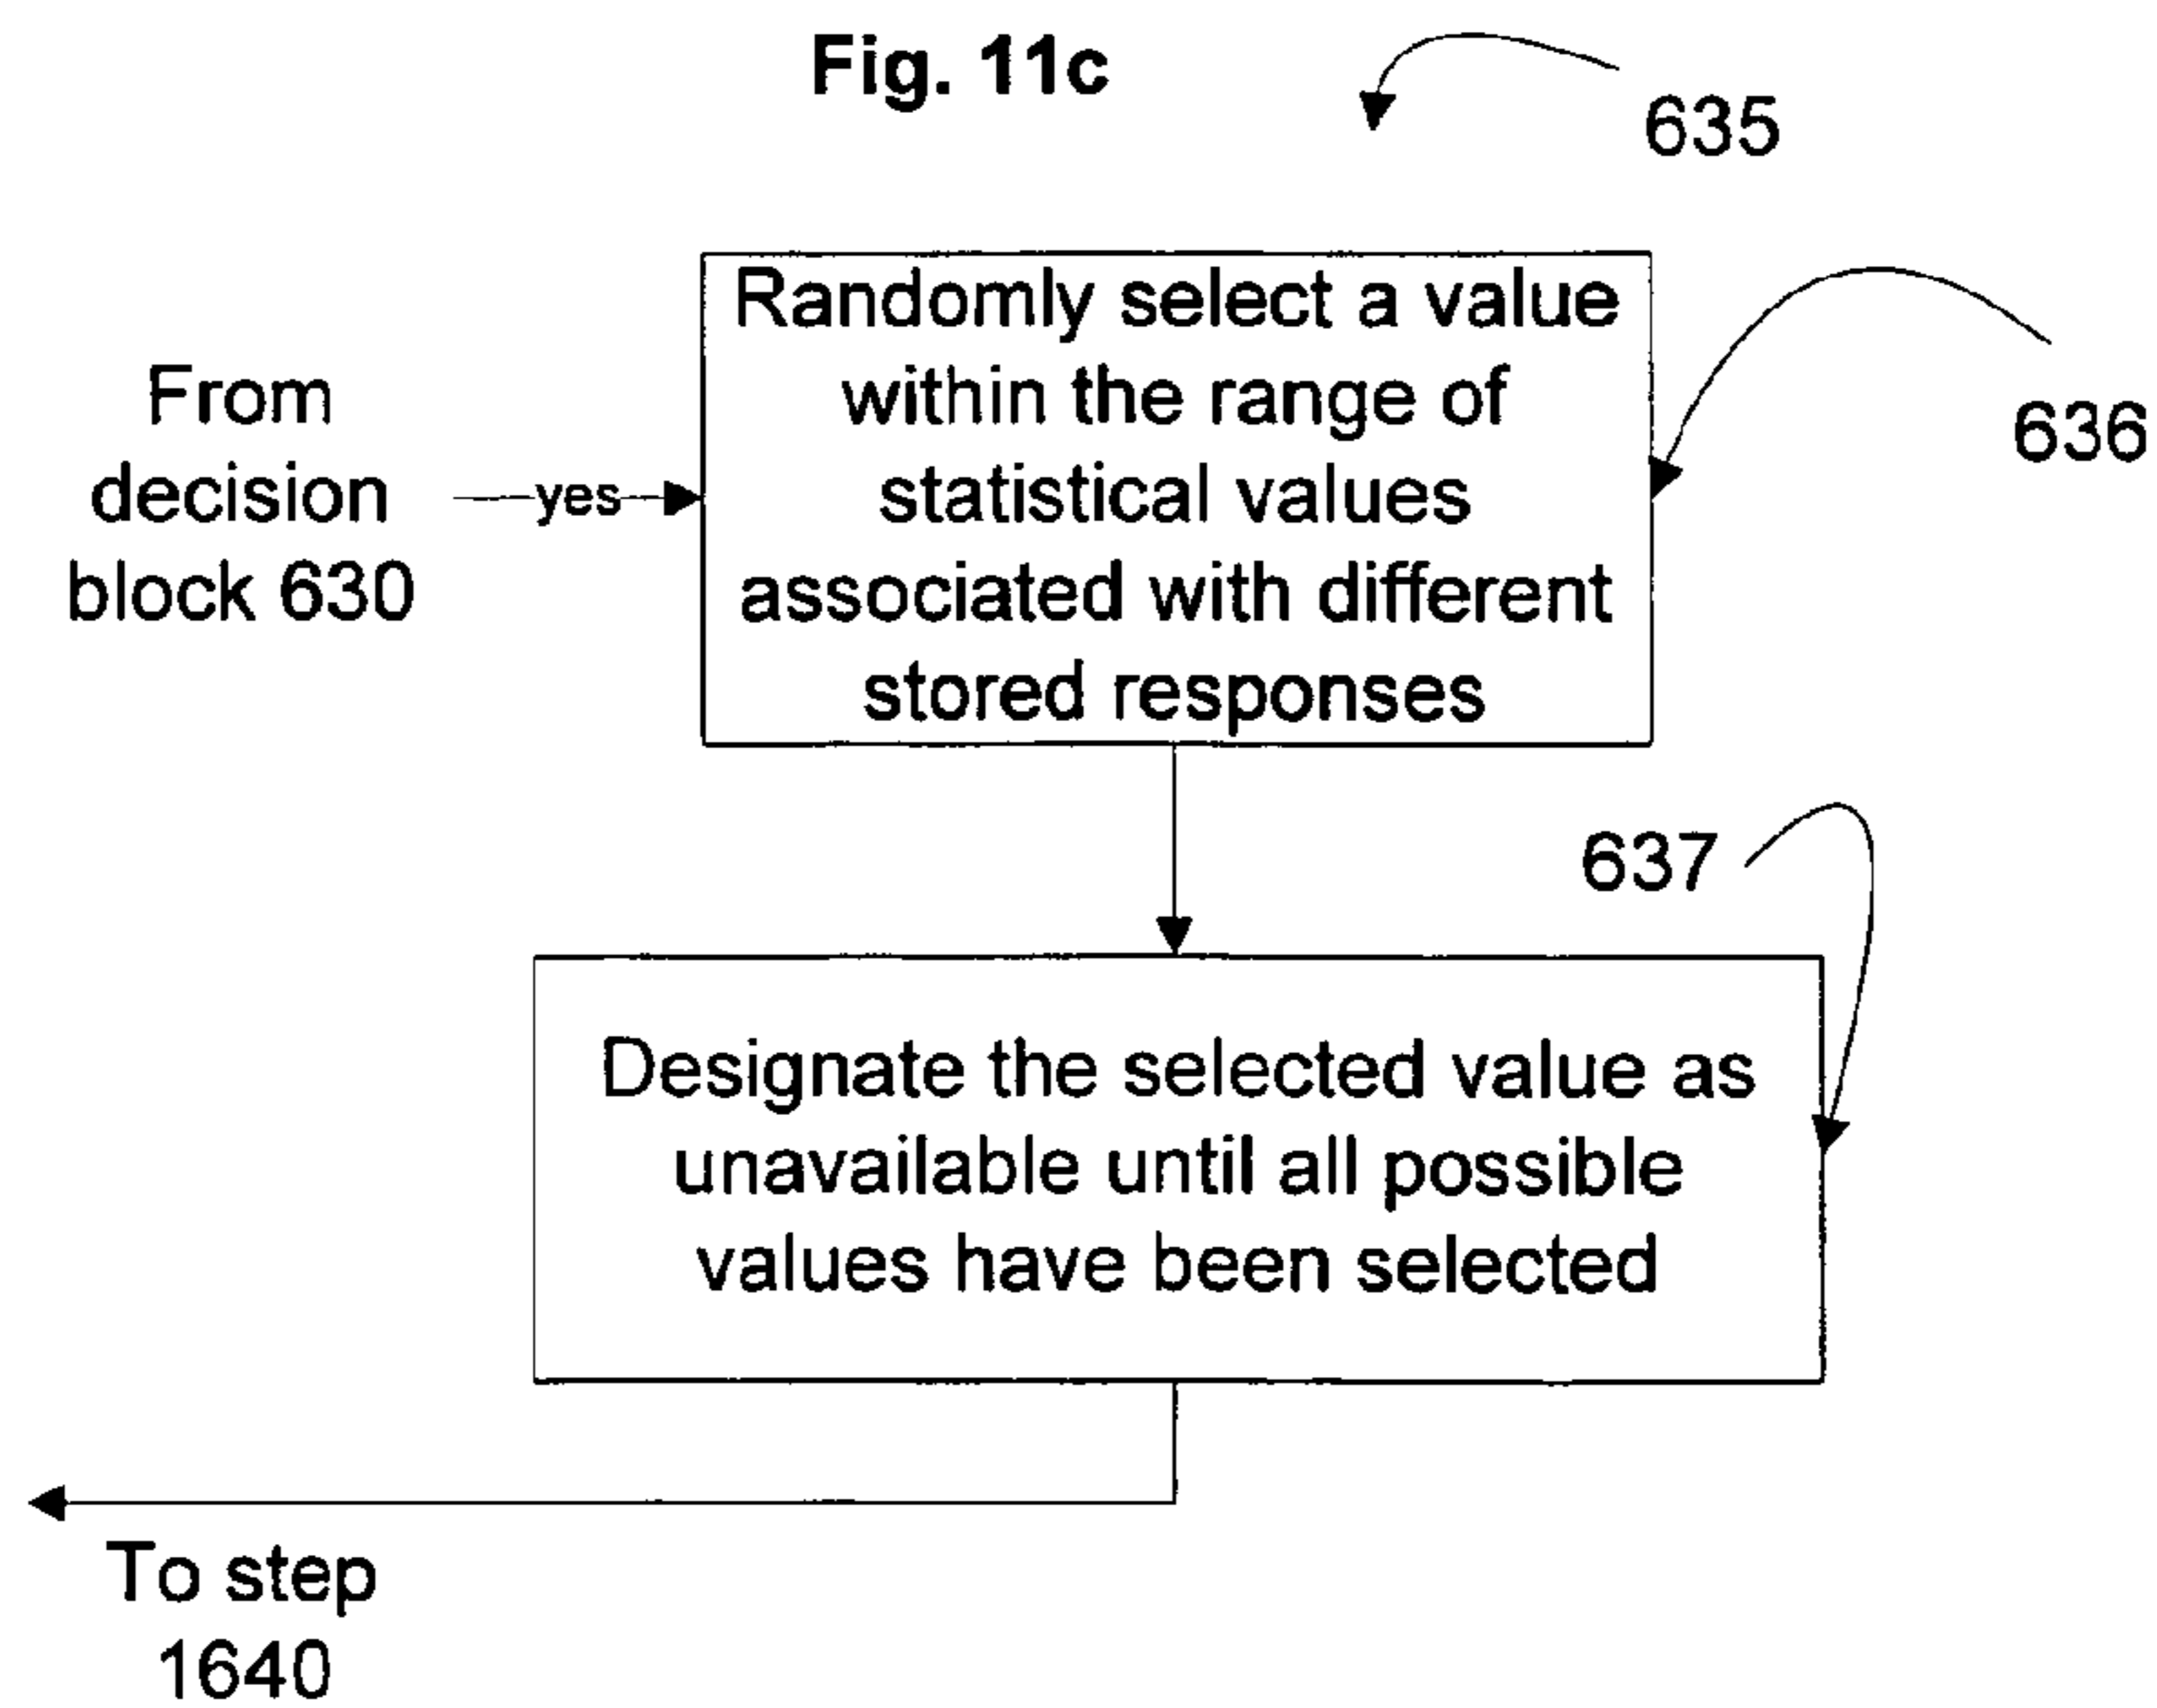 Fig. 11c
635
Randomly select a value
within the range of
statistical values
associated with different
stored responses
636
From
decision
block 630
yes
637
Designate the selected value as
unavailable until all possible
values have been selected
To step
1640